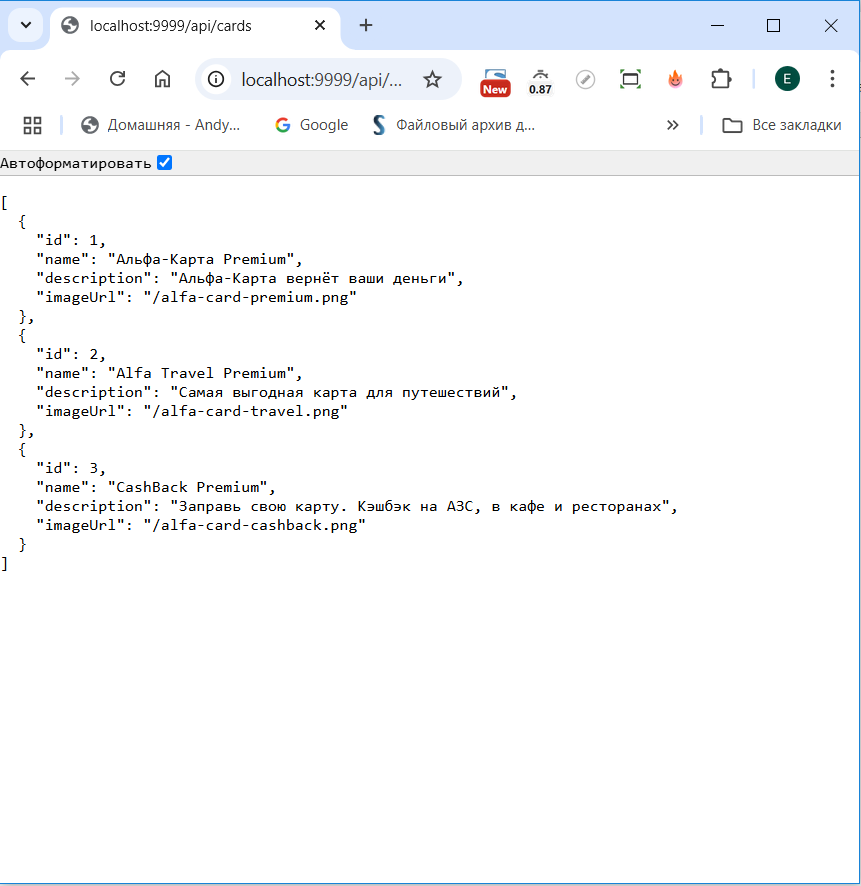 localhost:9999/api/cards
localhost:9999/api/...
New
0.87
E
Домашняя - Andy...
Google
Файловый архив д...
»
Все закладки
Автоформатировать
[
  {
    "id": 1,
    "name": "Альфа-Карта Premium",
    "description": "Альфа-Карта вернёт ваши деньги",
    "imageUrl": "/alfa-card-premium.png"
  },
  {
    "id": 2,
    "name": "Alfa Travel Premium",
    "description": "Самая выгодная карта для путешествий",
    "imageUrl": "/alfa-card-travel.png"
  },
  {
    "id": 3,
    "name": "CashBack Premium",
    "description": "Заправь свою карту. Кэшбэк на АЗС, в кафе и ресторанах",
    "imageUrl": "/alfa-card-cashback.png"
  }
]